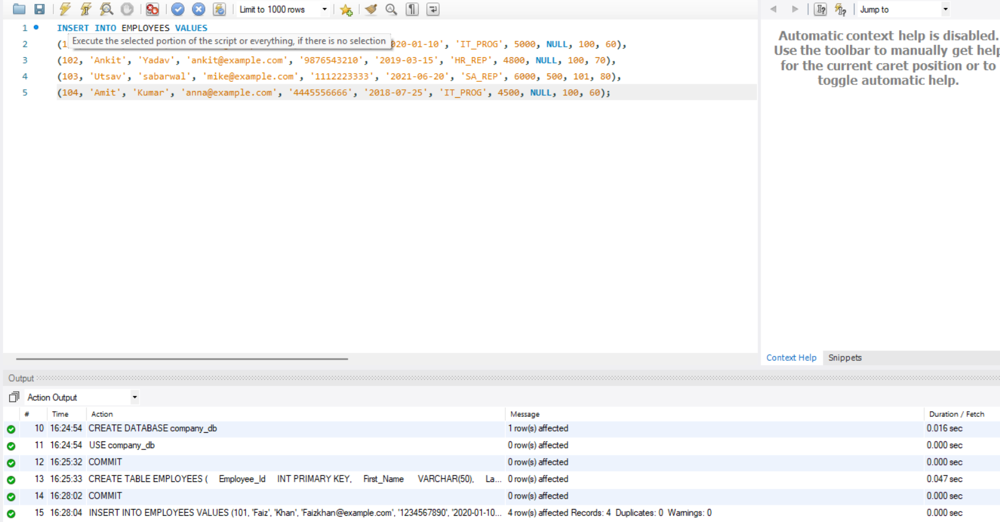 Limit to 1000 rows
Jump to
1 INSERT INTO EMPLOYEES VALUES
Execute the selected portion of the script or everything, if there is no selection
2 (1 020-01-10', 'IT_PROG', 5000, NULL, 100, 60),
3 (102, 'Ankit', 'Yadav', 'ankit@example.com', '9876543210', '2019-03-15', 'HR_REP', 4800, NULL, 100, 70),
4 (103, 'Utsav', 'sabarwal', 'mike@example.com', '1112223333', '2021-06-20', 'SA_REP', 6000, 500, 101, 80),
5 (104, 'Amit', 'Kumar', 'anna@example.com', '4445556666', '2018-07-25', 'IT_PROG', 4500, NULL, 100, 60);
Automatic context help is disabled.
Use the toolbar to manually get help
for the current caret position or to
toggle automatic help.
Context Help Snippets
Output
Action Output
# Time Action Message Duration / Fetch
10 16:24:54 CREATE DATABASE company_db 1 row(s) affected 0.016 sec
11 16:24:54 USE company_db 0 row(s) affected 0.000 sec
12 16:25:32 COMMIT 0 row(s) affected 0.000 sec
13 16:25:33 CREATE TABLE EMPLOYEES ( Employee_Id INT PRIMARY KEY, First_Name VARCHAR(50), La... 0 row(s) affected 0.047 sec
14 16:28:02 COMMIT 0 row(s) affected 0.000 sec
15 16:28:04 INSERT INTO EMPLOYEES VALUES (101, 'Faiz', 'Khan', 'Faizkhan@example.com', '1234567890', '2020-01-10... 4 row(s) affected Records: 4 Duplicates: 0 Warnings: 0 0.000 sec